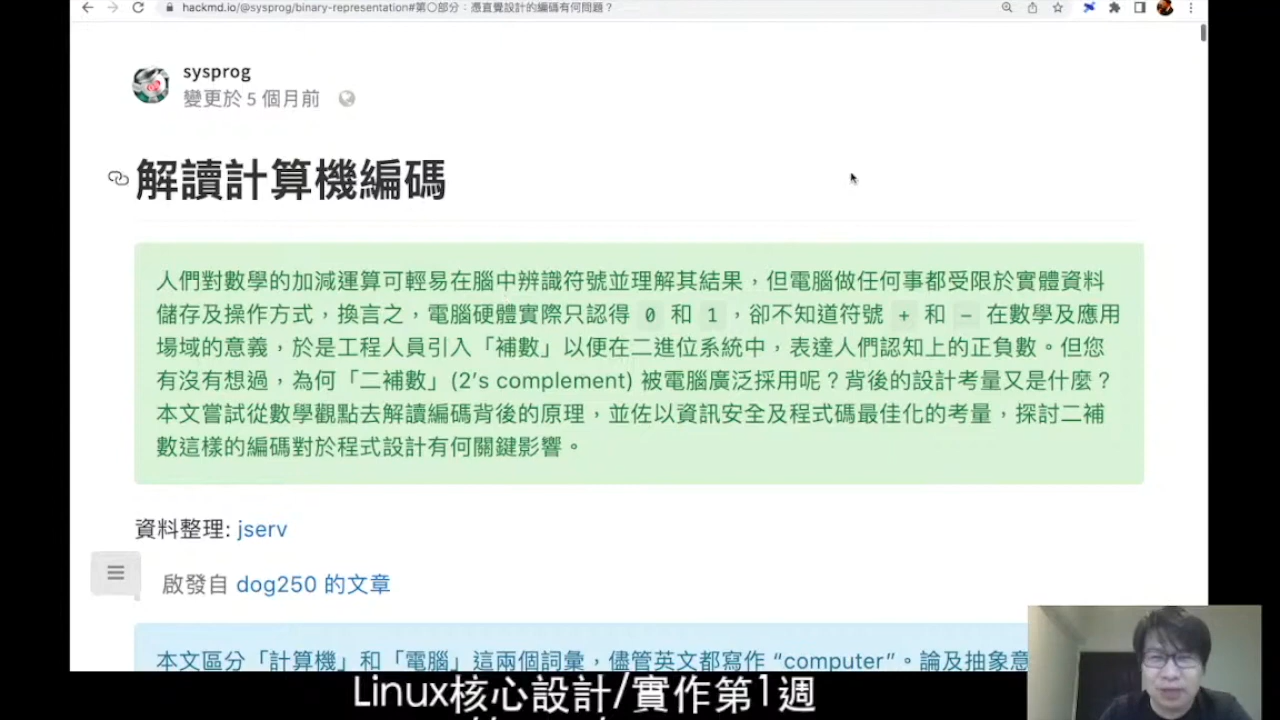 hackmd.io/@sysprog/binary-representation#第〇部分：憑直覺設計的編碼有何問題？
sysprog
變更於 5 個月前
解讀計算機編碼
人們對數學的加減運算可輕易在腦中辨識符號並理解其結果，但電腦做任何事都受限於實體資料
儲存及操作方式，換言之，電腦硬體實際只認得 0 和 1，卻不知道符號 + 和 - 在數學及應用
場域的意義，於是工程人員引入「補數」以便在二進位系統中，表達人們認知上的正負數。但您
有沒有想過，為何「二補數」(2’s complement) 被電腦廣泛採用呢？背後的設計考量又是什麼？
本文嘗試從數學觀點去解讀編碼背後的原理，並佐以資訊安全及程式碼最佳化的考量，探討二補
數這樣的編碼對於程式設計有何關鍵影響。
資料整理: jserv
啟發自 dog250 的文章
本文區分「計算機」和「電腦」這兩個詞彙，儘管英文都寫作 “computer”。論及抽象意
Linux核心設計/實作第1週